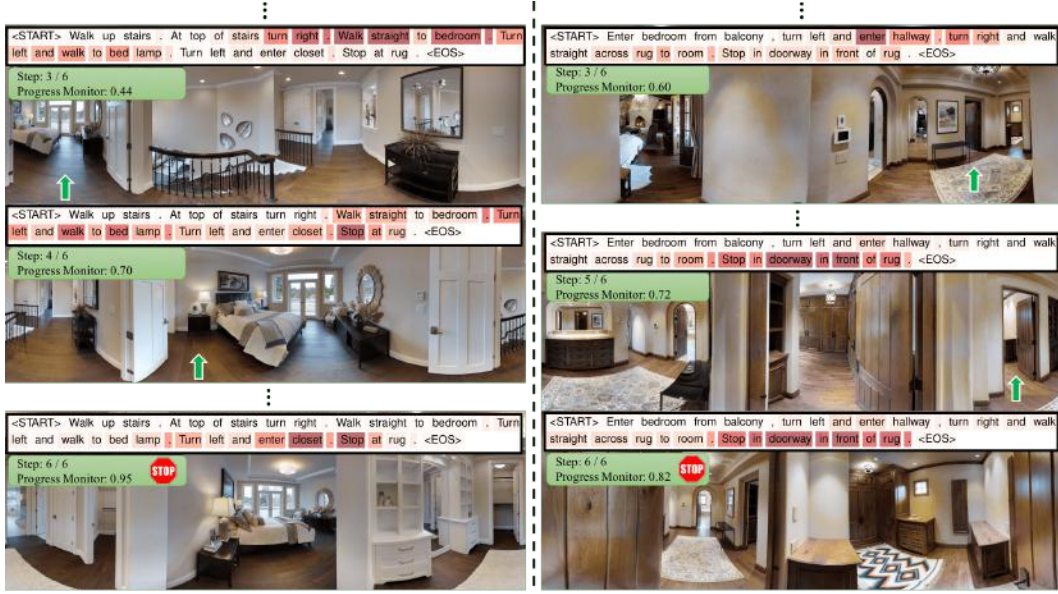 <START> Walk up stairs . At top of stairs turn right . Walk straight to bedroom . Turn
left and walk to bed lamp . Turn left and enter closet . Stop at rug . <EOS>
Step: 3 / 6
Progress Monitor: 0.44
<START> Walk up stairs . At top of stairs turn right . Walk straight to bedroom . Turn
left and walk to bed lamp . Turn left and enter closet . Stop at rug . <EOS>
Step: 4 / 6
Progress Monitor: 0.70
<START> Walk up stairs . At top of stairs turn right . Walk straight to bedroom . Turn
left and walk to bed lamp . Turn left and enter closet . Stop at rug . <EOS>
Step: 6 / 6
Progress Monitor: 0.95
STOP
<START> Enter bedroom from balcony , turn left and enter hallway , turn right and walk
straight across rug to room . Stop in doorway in front of rug . <EOS>
Step: 3 / 6
Progress Monitor: 0.60
<START> Enter bedroom from balcony , turn left and enter hallway , turn right and walk
straight across rug to room . Stop in doorway in front of rug . <EOS>
Step: 5 / 6
Progress Monitor: 0.72
<START> Enter bedroom from balcony , turn left and enter hallway , turn right and walk
straight across rug to room . Stop in doorway in front of rug . <EOS>
Step: 6 / 6
Progress Monitor: 0.82
STOP